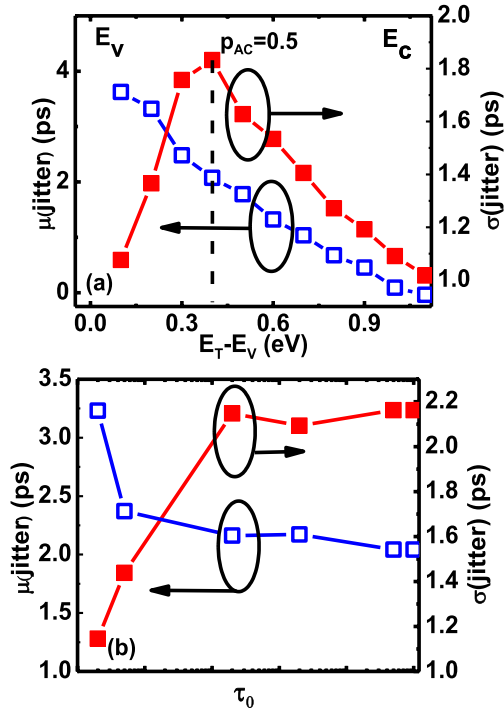 E_v
p_AC=0.5
E_c
μ(jitter) (ps)
4
2
0
2.0
1.8
1.6
1.4
1.2
1.0
σ(jitter) (ps)
(a)
0.0 0.3 0.6 0.9
E_T-E_V (eV)
μ(jitter) (ps)
3.5
3.0
2.5
2.0
1.5
1.0
2.2
2.0
1.8
1.6
1.4
1.2
1.0
σ(jitter) (ps)
(b)
τ_0